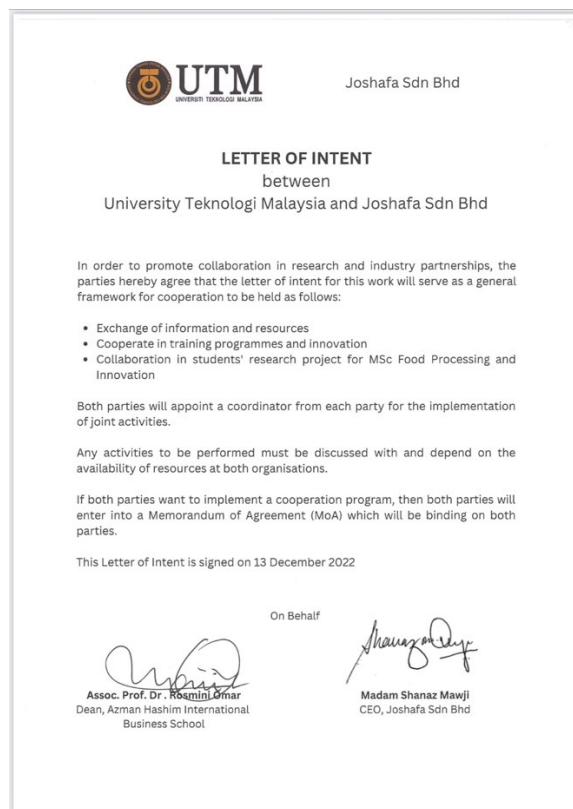 UTM
UNIVERSITI TEKNOLOGI MALAYSIA
Joshafa Sdn Bhd
LETTER OF INTENT
between
University Teknologi Malaysia and Joshafa Sdn Bhd
In order to promote collaboration in research and industry partnerships, the
parties hereby agree that the letter of intent for this work will serve as a general
framework for cooperation to be held as follows:
• Exchange of information and resources
• Cooperate in training programmes and innovation
• Collaboration in students' research project for MSc Food Processing and
Innovation
Both parties will appoint a coordinator from each party for the implementation
of joint activities.
Any activities to be performed must be discussed with and depend on the
availability of resources at both organisations.
If both parties want to implement a cooperation program, then both parties will
enter into a Memorandum of Agreement (MoA) which will be binding on both
parties.
This Letter of Intent is signed on 13 December 2022
On Behalf
Assoc. Prof. Dr . Rosmini Omar
Dean, Azman Hashim International
Business School
Madam Shanaz Mawji
CEO, Joshafa Sdn Bhd